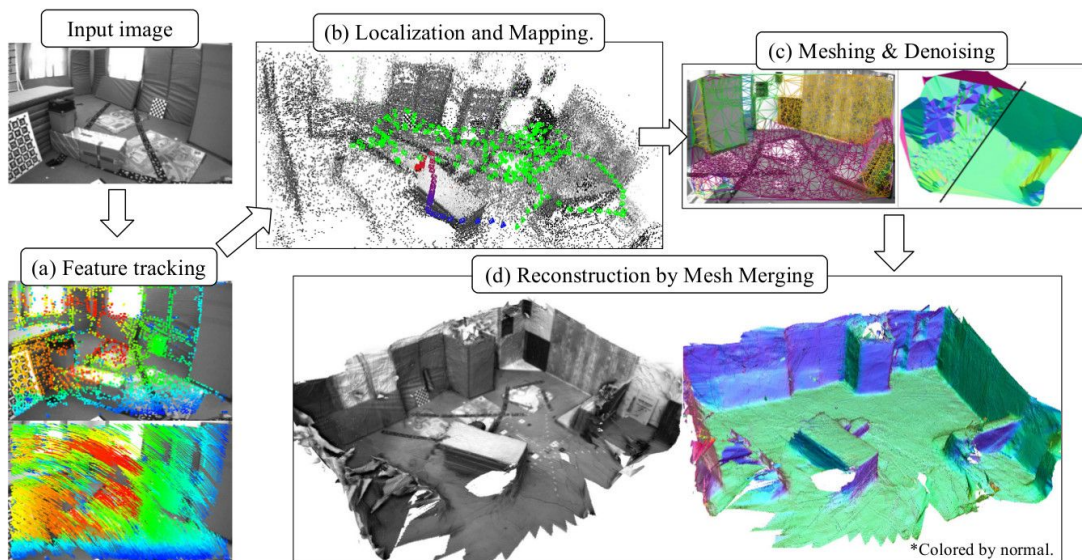 Input image
(b) Localization and Mapping.
(c) Meshing & Denoising
(a) Feature tracking
(d) Reconstruction by Mesh Merging
*Colored by normal.